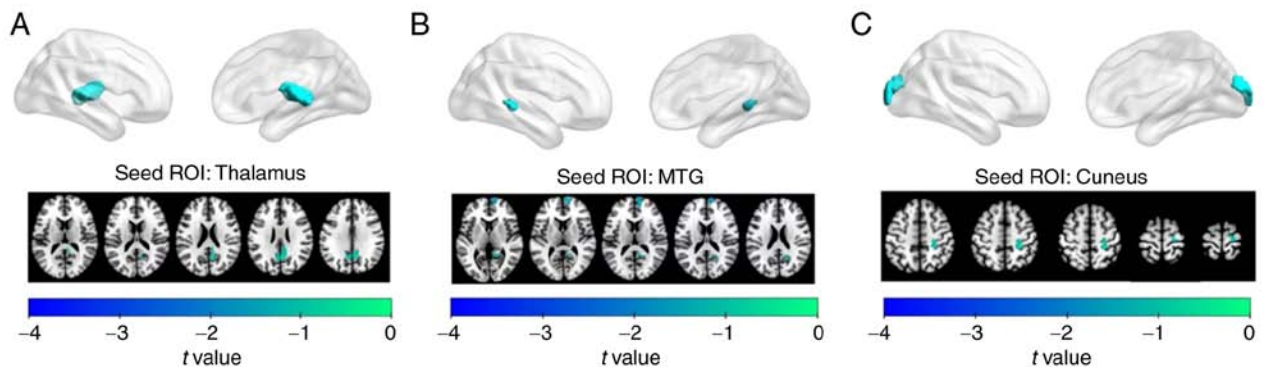 A
B
C
Seed ROI: Thalamus
Seed ROI: MTG
Seed ROI: Cuneus
−4 −3 −2 −1 0
t value
−4 −3 −2 −1 0
t value
−4 −3 −2 −1 0
t value